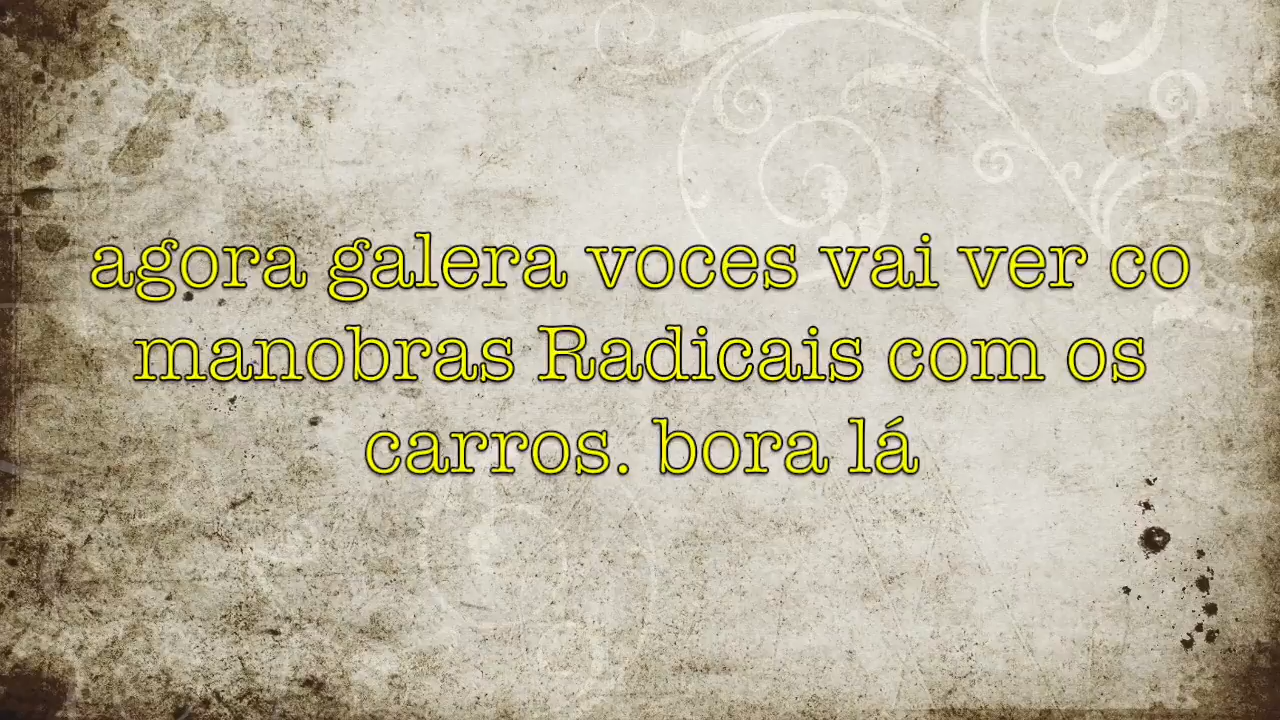 agora galera voces vai ver co
manobras Radicais com os
carros. bora lá